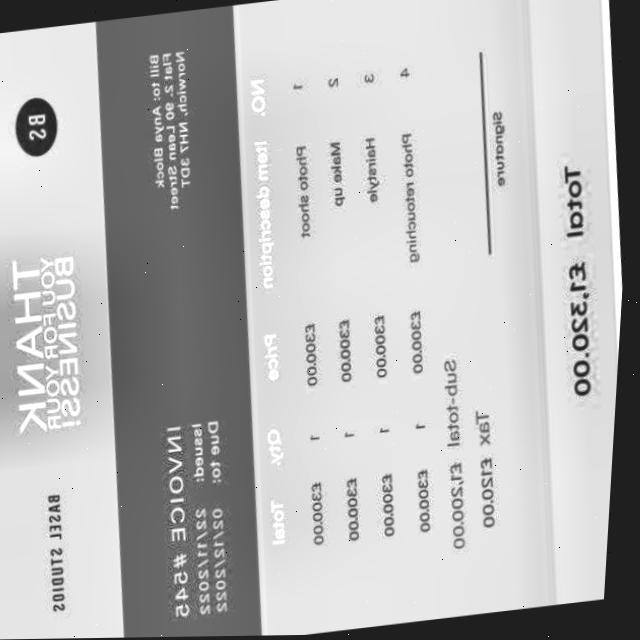 BS
THANK
YOU FOR YOUR
BUSINESS!
BASEL STUDIOS
Bill to: Anya Block
Flat 2, 06 Leau Street
Norwich, NY1 3DT
INVOICE #545
Issued: 22/11/2022
Due to: 02/12/2022
NO. Item description Price Qty. Total
1 Photo shoot £300.00 1 £300.00
2 Make up £300.00 1 £300.00
3 Hairstyle £300.00 1 £300.00
4 Photo retouching £300.00 1 £300.00
Sub-total £1,200.00
Tax £120.00
Signature
Total £1,320.00